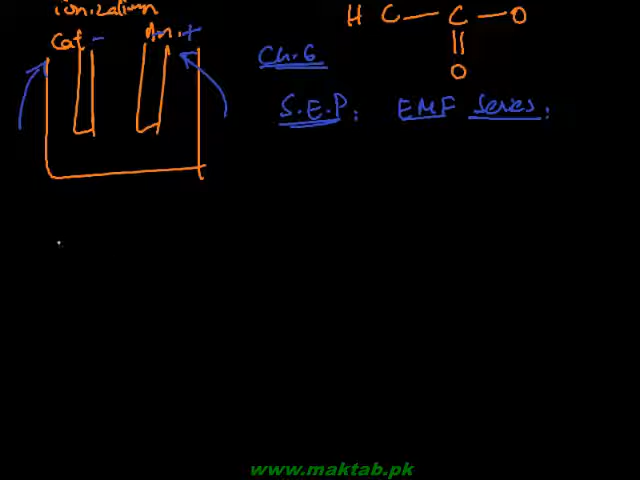 ionization
H C — C — O
Cat - An. +
Ch.6
O
S.E.P: EMF Series:
www.maktab.pk